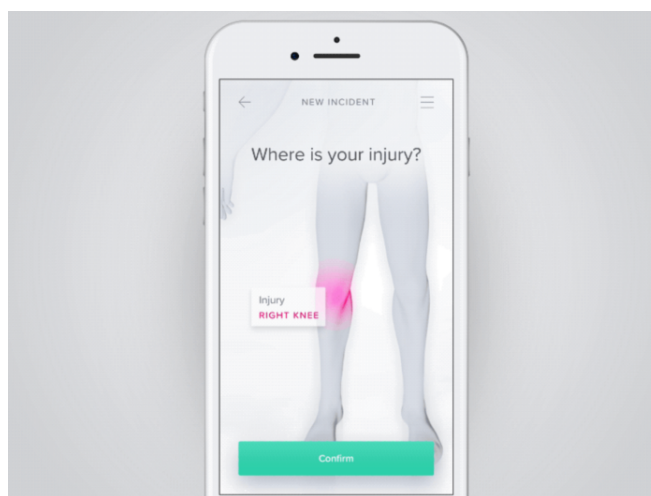 NEW INCIDENT
Where is your injury?
Injury
RIGHT KNEE
Confirm